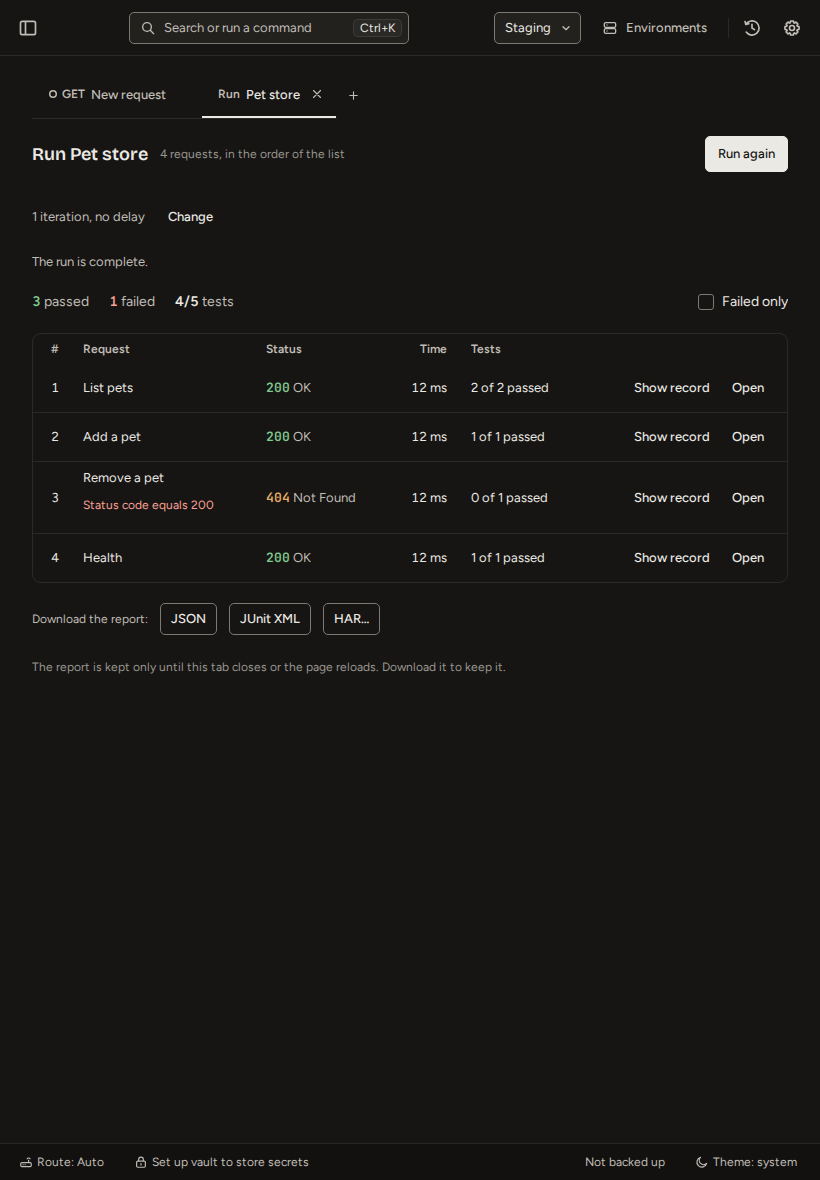 Search or run a command Ctrl+K Staging Environments
GET New request Run Pet store
Run Pet store 4 requests, in the order of the list Run again
1 iteration, no delay Change
The run is complete.
3 passed 1 failed 4/5 tests Failed only
# Request Status Time Tests
1 List pets 200 OK 12 ms 2 of 2 passed Show record Open
2 Add a pet 200 OK 12 ms 1 of 1 passed Show record Open
Remove a pet
3 404 Not Found 12 ms 0 of 1 passed Show record Open
Status code equals 200
4 Health 200 OK 12 ms 1 of 1 passed Show record Open
Download the report: JSON JUnit XML HAR...
The report is kept only until this tab closes or the page reloads. Download it to keep it.
Route: Auto Set up vault to store secrets Not backed up Theme: system